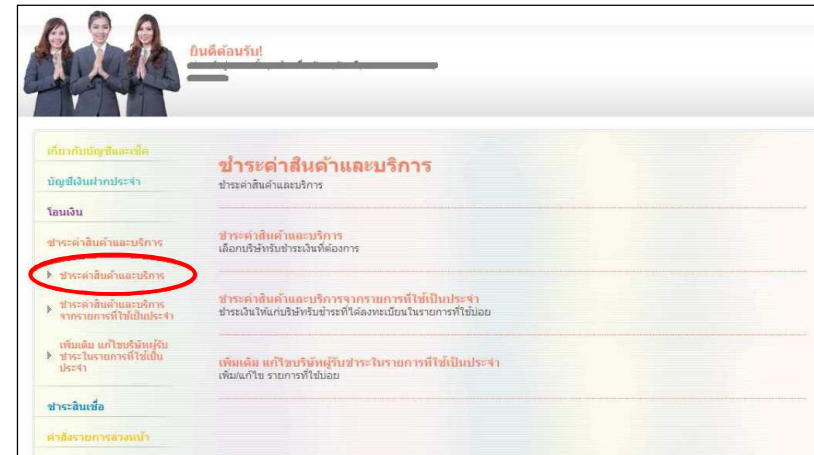 ยินดีต้อนรับ!
เกี่ยวกับบัญชีและเช็ค
บัญชีเงินฝากประจำ
โอนเงิน
ชำระค่าสินค้าและบริการ
ชำระค่าสินค้าและบริการ
ชำระค่าสินค้าและบริการ
จากรายการที่ใช้เป็นประจำ
เพิ่มเติม แก้ไขบริษัทผู้รับ
ชำระในรายการที่ใช้เป็น
ประจำ
ชำระสินเชื่อ
คำสั่งรายการล่วงหน้า
ชำระค่าสินค้าและบริการ
ชำระค่าสินค้าและบริการ
ชำระค่าสินค้าและบริการ
เลือกบริษัทรับชำระเงินที่ต้องการ
ชำระค่าสินค้าและบริการจากรายการที่ใช้เป็นประจำ
ชำระเงินให้แก่บริษัทรับชำระที่ได้ลงทะเบียนในรายการที่ใช้บ่อย
เพิ่มเติม แก้ไขบริษัทผู้รับชำระในรายการที่ใช้เป็นประจำ
เพิ่ม/แก้ไข รายการที่ใช้บ่อย